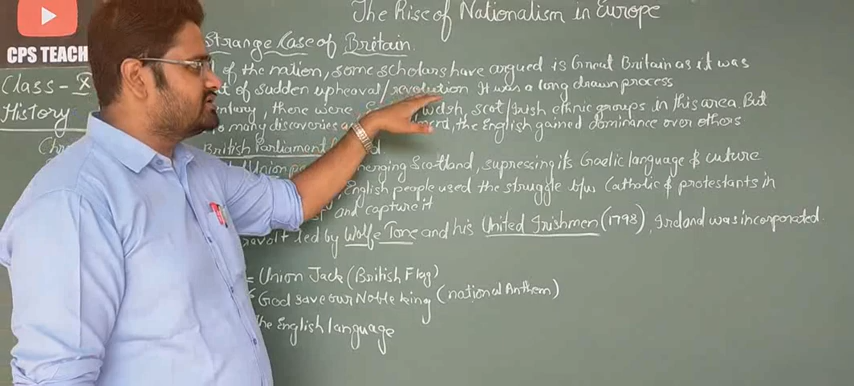 The Rise of Nationalism in Europe
CPS TEACH
Class - X
History
Strange Case of Britain
of the nation, some scholars have argued is Great Britain as it was
of sudden upheaval/revolution It was a long drawn process
there were Welsh, Scot/Irish ethnic groups in this area. But
many discoveries the English gained dominance over others
British Parliament
Union merging Scotland, supressing its Gaelic language & culture
English people used the struggle b/w Catholic & protestants in
and capture it
revolt led by Wolfe Tone and his United Irishmen (1798), Ireland was incorporated.
= Union Jack (British Flag)
God save our Noble king (national Anthem)
the English language